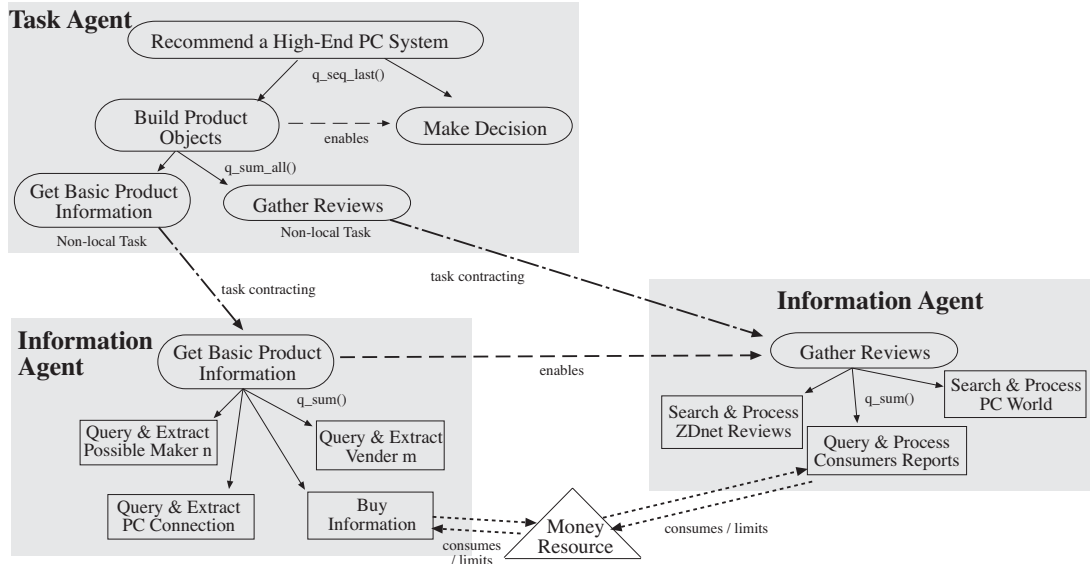 Task Agent
Recommend a High-End PC System
q_seq_last()
Build Product
Objects
enables
Make Decision
q_sum_all()
Get Basic Product
Information
Gather Reviews
Non-local Task
Non-local Task
task contracting
task contracting
Information Agent
Information
Agent
Get Basic Product
Information
enables
Gather Reviews
q_sum()
q_sum()
Search & Process
PC World
Search & Process
ZDnet Reviews
Query & Extract
Possible Maker n
Query & Extract
Vender m
Query & Process
Consumers Reports
Query & Extract
PC Connection
Buy
Information
Money
Resource
consumes
/ limits
consumes / limits